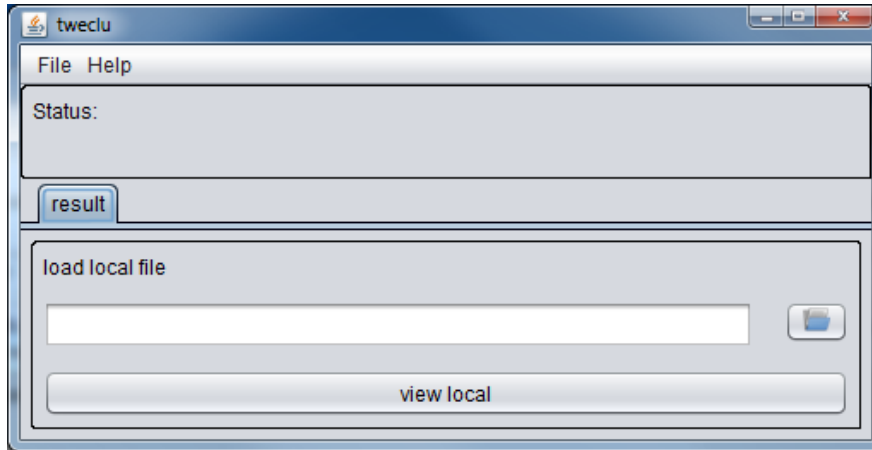 tweclu
File Help
Status:
result
load local file
view local